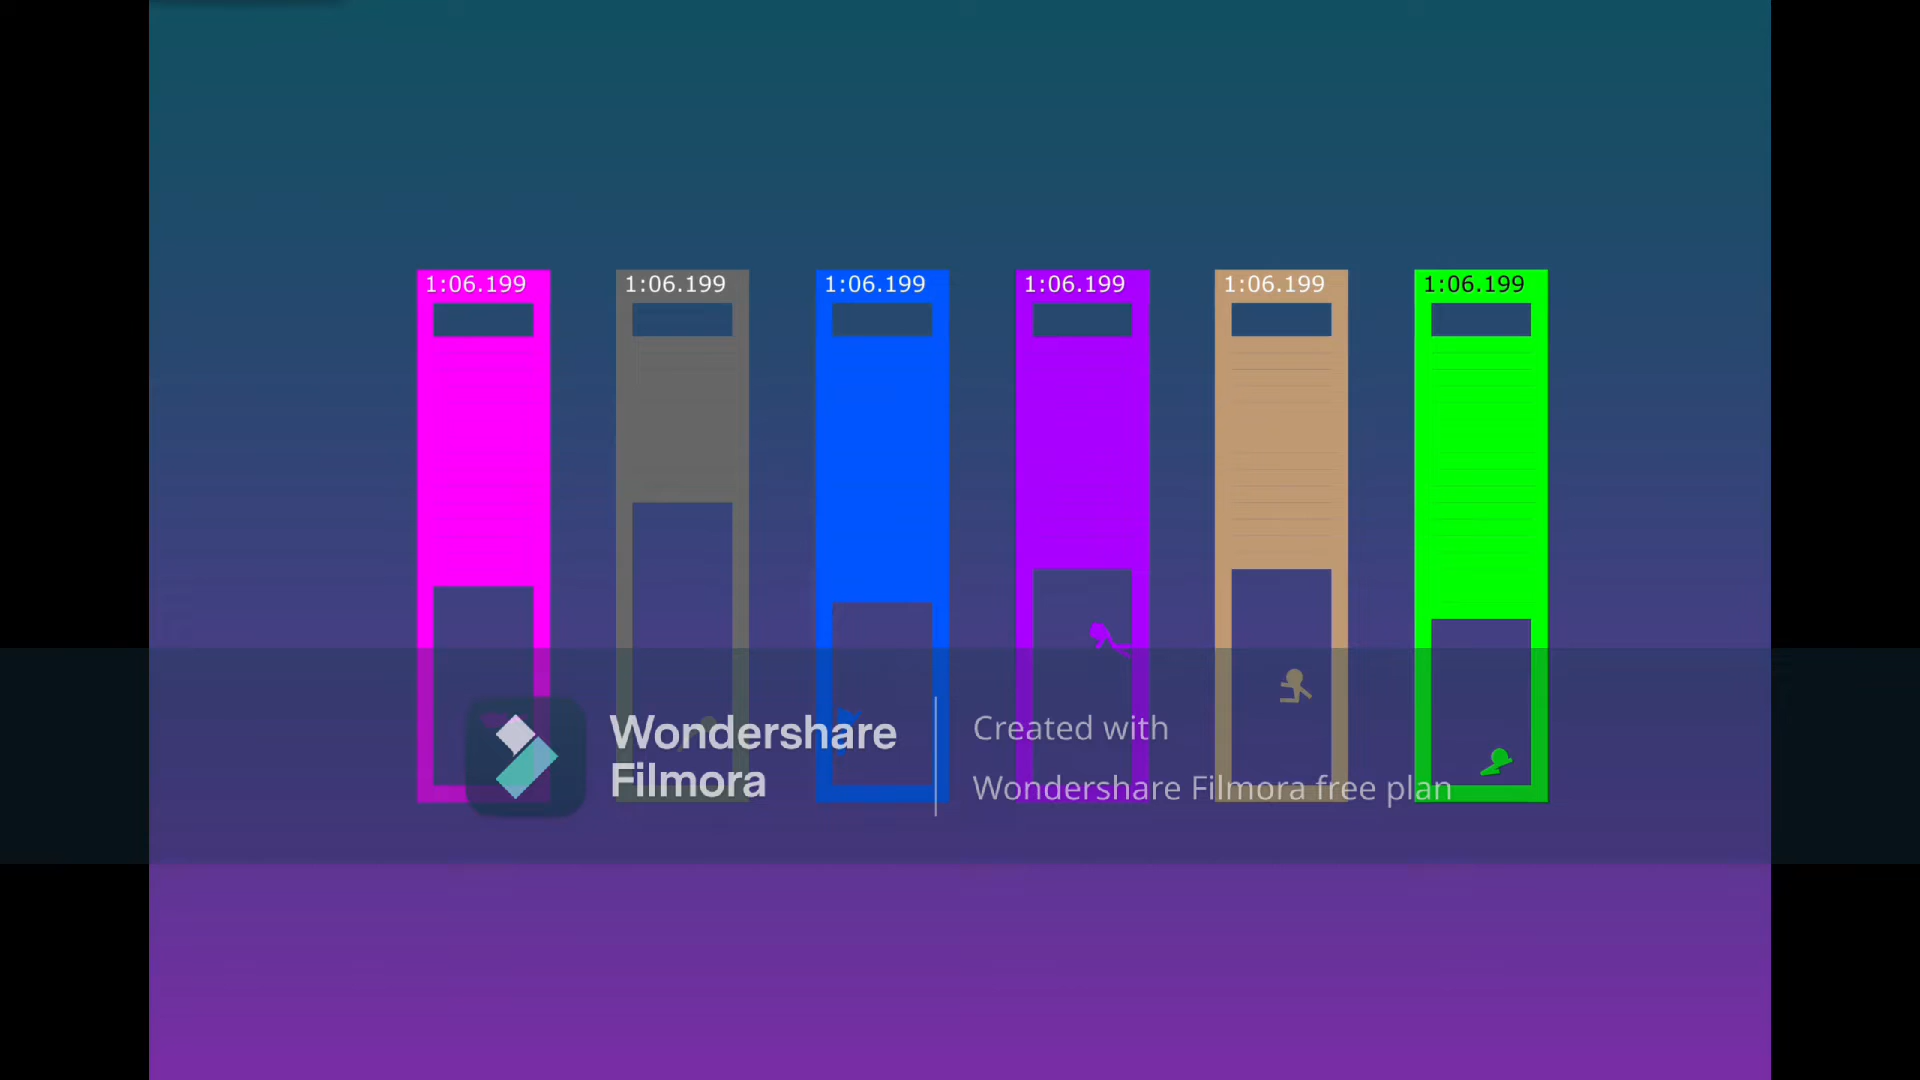 1:06.199 1:06.199 1:06.199 1:06.199 1:06.199 1:06.199
Wondershare
Filmora
Created with
Wondershare Filmora free plan